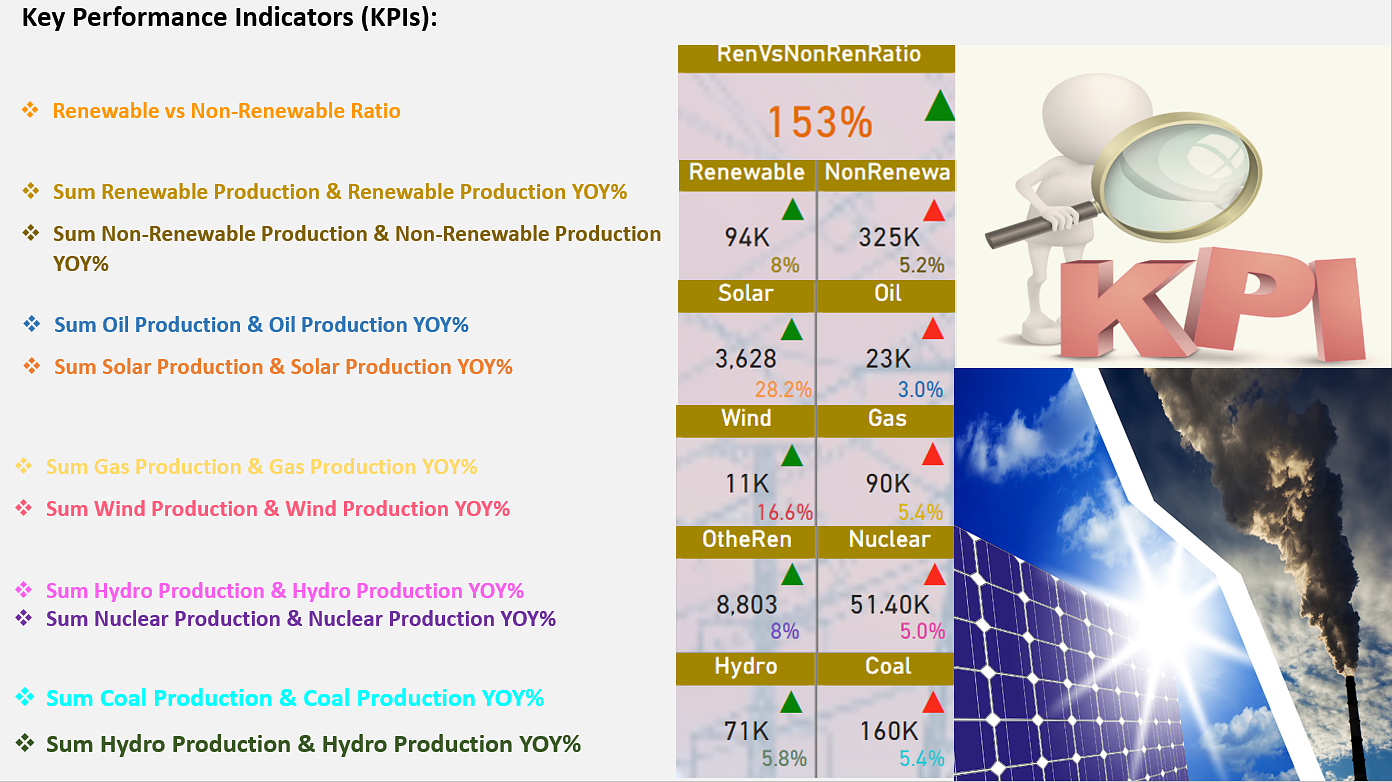 Key Performance Indicators (KPIs):
Renewable vs Non-Renewable Ratio
Sum Renewable Production & Renewable Production YOY%
Sum Non-Renewable Production & Non-Renewable Production
YOY%
Sum Oil Production & Oil Production YOY%
Sum Solar Production & Solar Production YOY%
Sum Gas Production & Gas Production YOY%
Sum Wind Production & Wind Production YOY%
Sum Hydro Production & Hydro Production YOY%
Sum Nuclear Production & Nuclear Production YOY%
Sum Coal Production & Coal Production YOY%
Sum Hydro Production & Hydro Production YOY%
RenVsNonRenRatio
153%
Renewable NonRenewa
94K 325K
8% 5.2%
Solar Oil
3,628 23K
28.2% 3.0%
Wind Gas
11K 90K
16.6% 5.4%
OtheRen Nuclear
8,803 51.40K
8% 5.0%
Hydro Coal
71K 160K
5.8% 5.4%
KPI